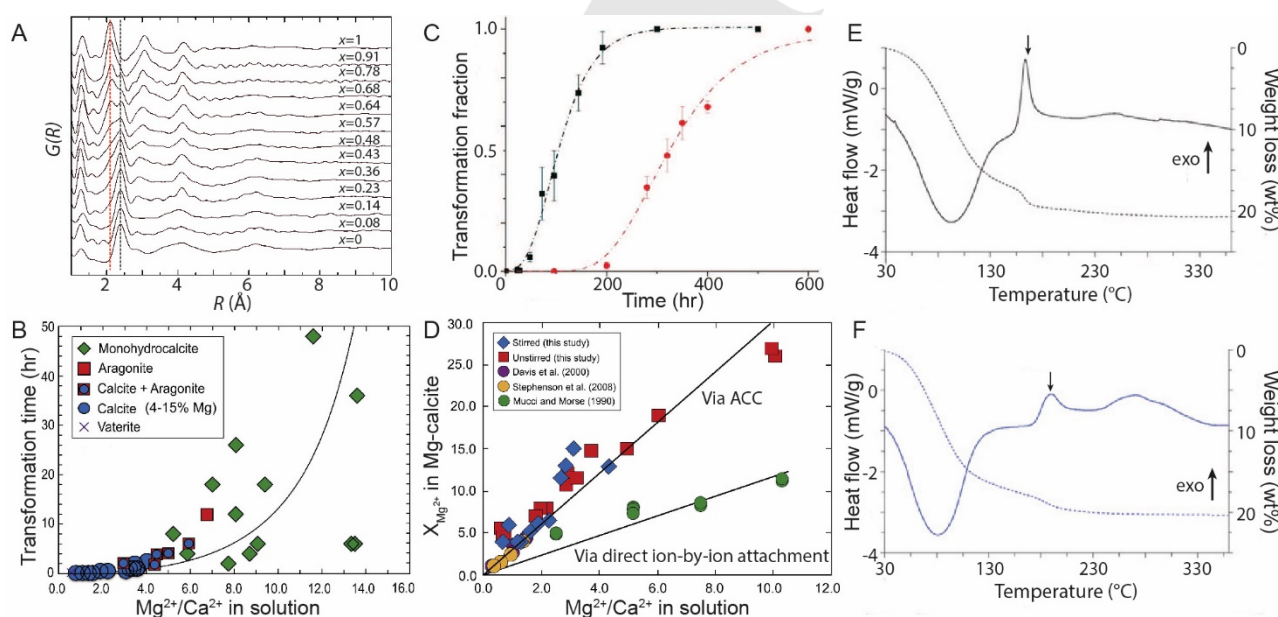 A
G(R)
x=1
x=0.91
x=0.78
x=0.68
x=0.64
x=0.57
x=0.48
x=0.43
x=0.36
x=0.23
x=0.14
x=0.08
x=0
2 4 6 8 10
R (Å)
B
Transformation time (hr)
50
40
30
20
10
0
Monohydrocalcite
Aragonite
Calcite + Aragonite
Calcite (4-15% Mg)
Vaterite
0.0 2.0 4.0 6.0 8.0 10.0 12.0 14.0 16.0
Mg²⁺/Ca²⁺ in solution
C
Transformation fraction
1.0
0.5
0.0
200 400 600
Time (hr)
D
X Mg²⁺ in Mg-calcite
30.0
25.0
20.0
15.0
10.0
5.0
0.0
Stirred (this study)
Unstirred (this study)
Davis et al. (2000)
Stephenson et al. (2008)
Mucci and Morse (1990)
Via ACC
Via direct ion-by-ion attachment
0.0 2.0 4.0 6.0 8.0 10.0 12.0
Mg²⁺/Ca²⁺ in solution
E
Heat flow (mW/g)
0
-2
-4
exo
0
10
20
Weight loss (wt%)
30 130 230 330
Temperature (°C)
F
Heat flow (mW/g)
0
-2
-4
exo
0
10
20
Weight loss (wt%)
30 130 230 330
Temperature (°C)